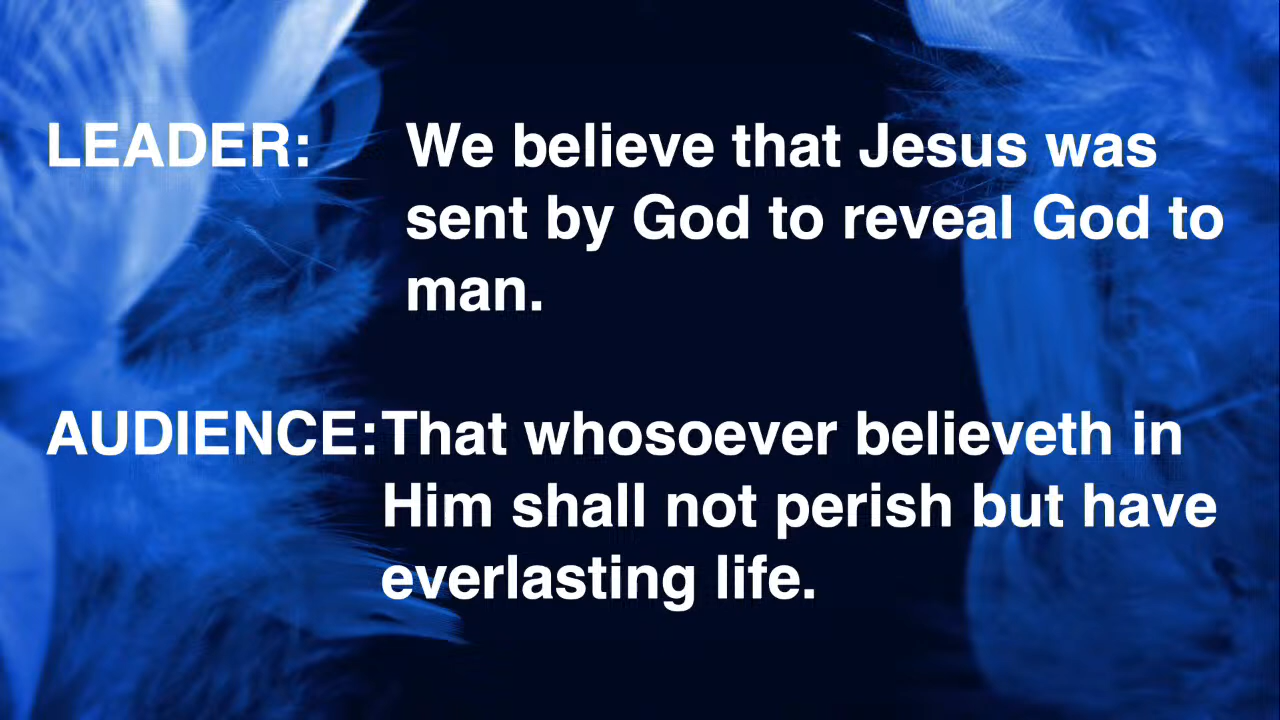 LEADER: We believe that Jesus was
sent by God to reveal God to
man.
AUDIENCE:That whosoever believeth in
Him shall not perish but have
everlasting life.